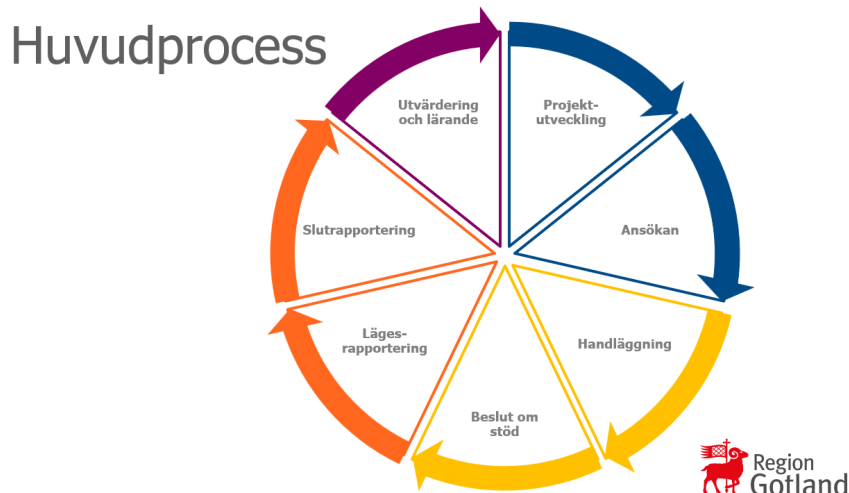 Huvudprocess
Utvärdering
och lärande
Projekt-
utveckling
Slutrapportering
Ansökan
Läges-
rapportering
Handläggning
Beslut om
stöd
Region
Gotland